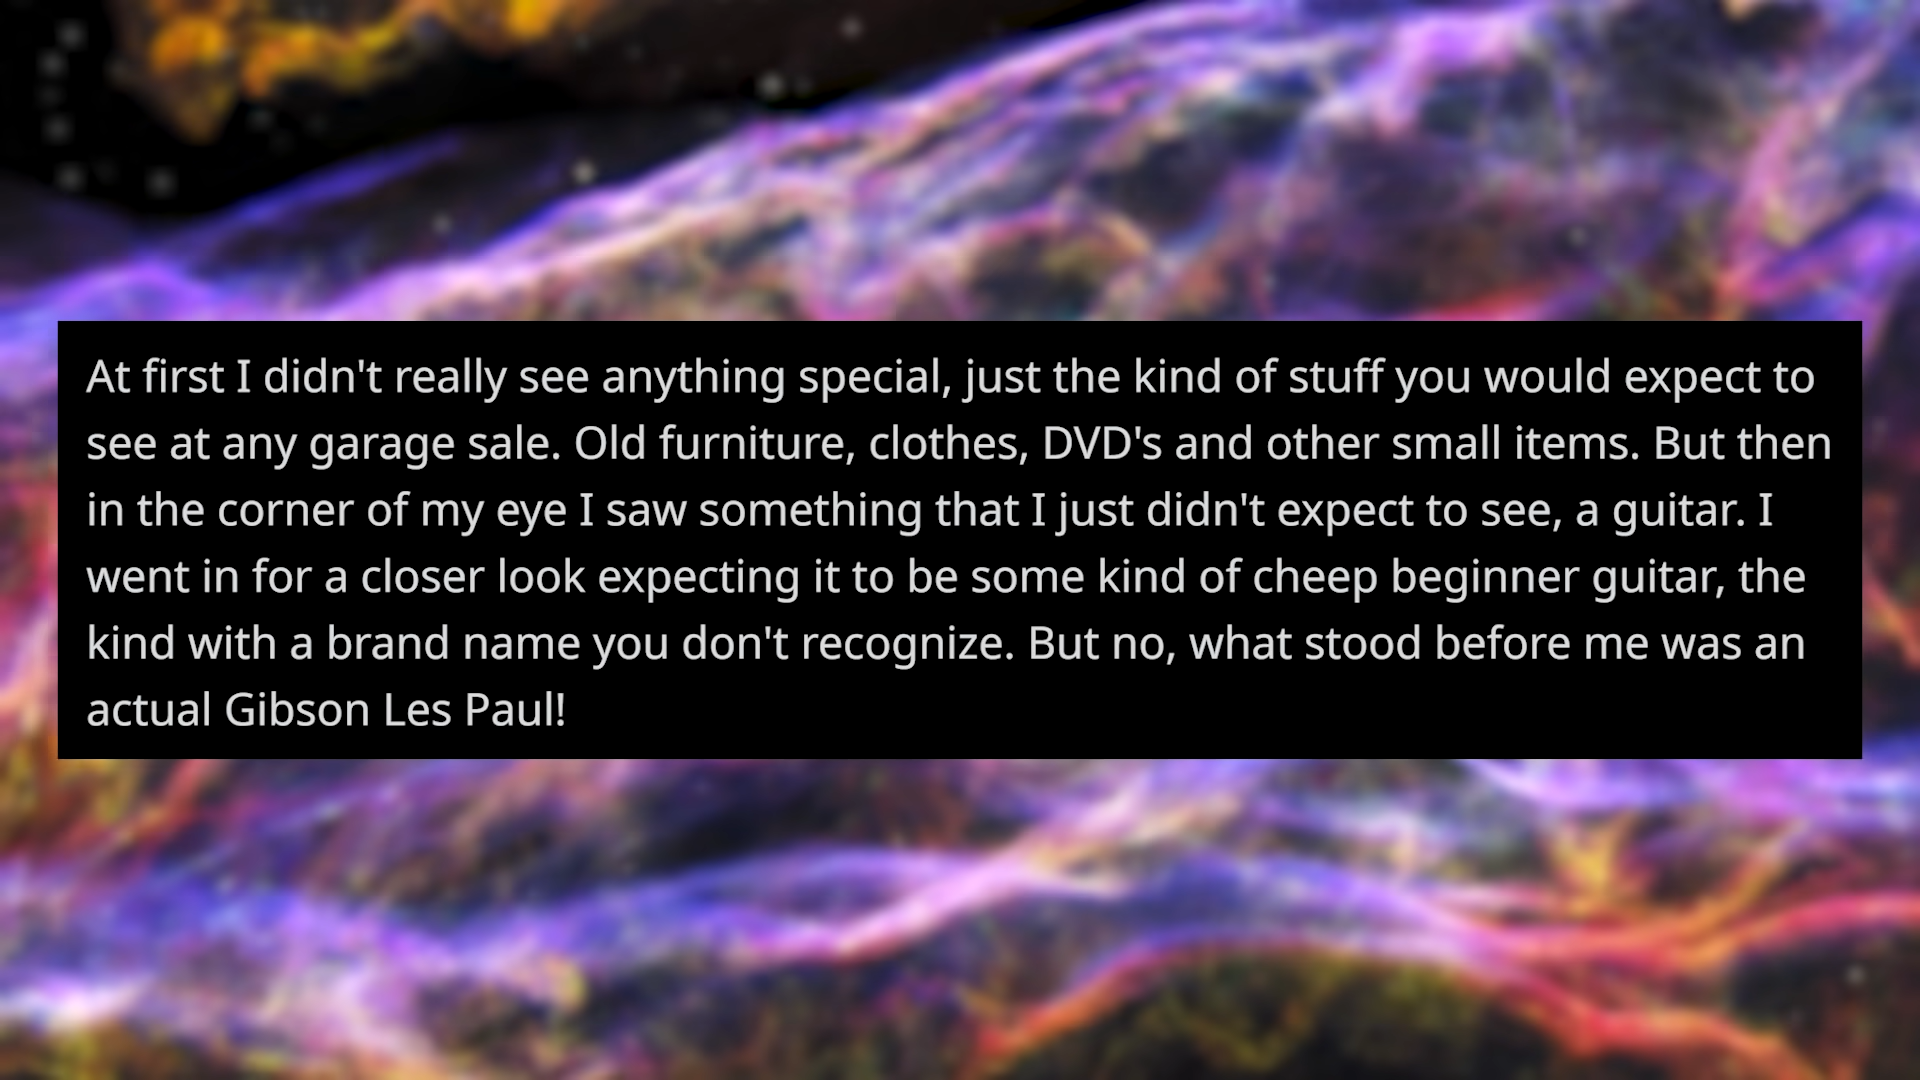 At first I didn't really see anything special, just the kind of stuff you would expect to
see at any garage sale. Old furniture, clothes, DVD's and other small items. But then
in the corner of my eye I saw something that I just didn't expect to see, a guitar. I
went in for a closer look expecting it to be some kind of cheep beginner guitar, the
kind with a brand name you don't recognize. But no, what stood before me was an
actual Gibson Les Paul!